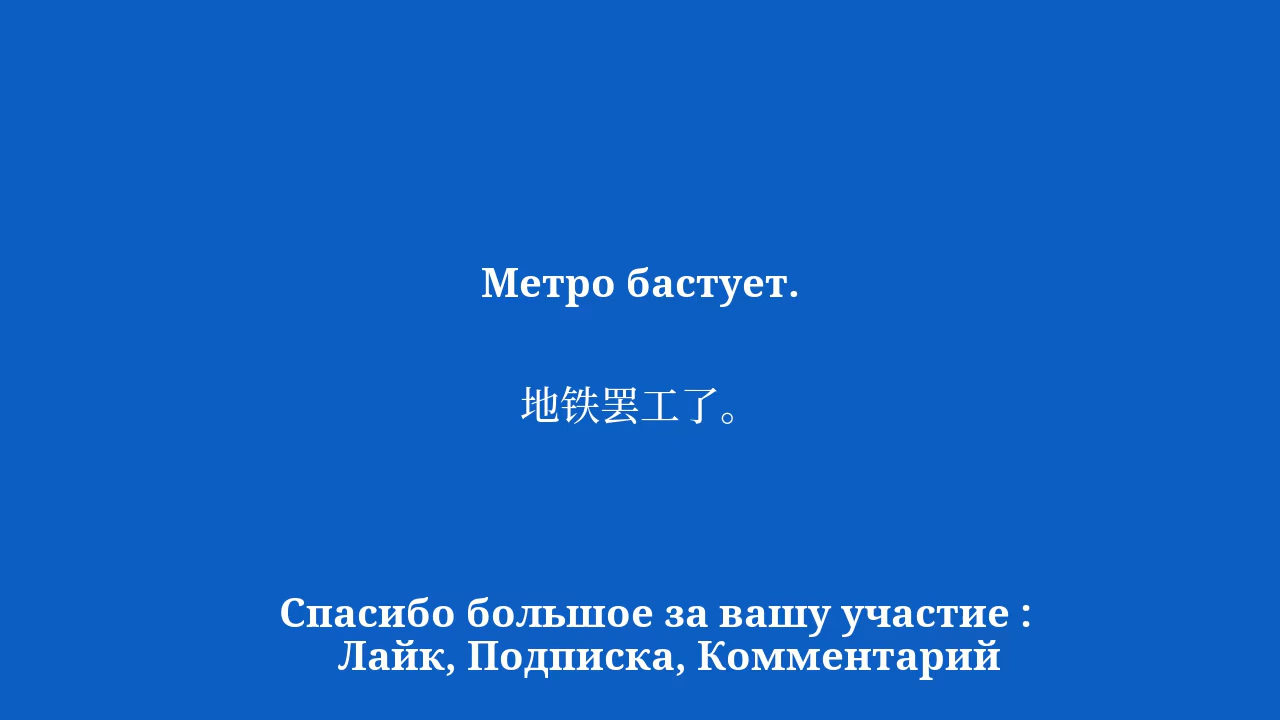 Метро бастует.
地铁罢工了。
Спасибо большое за вашу участие :
Лайк, Подписка, Комментарий